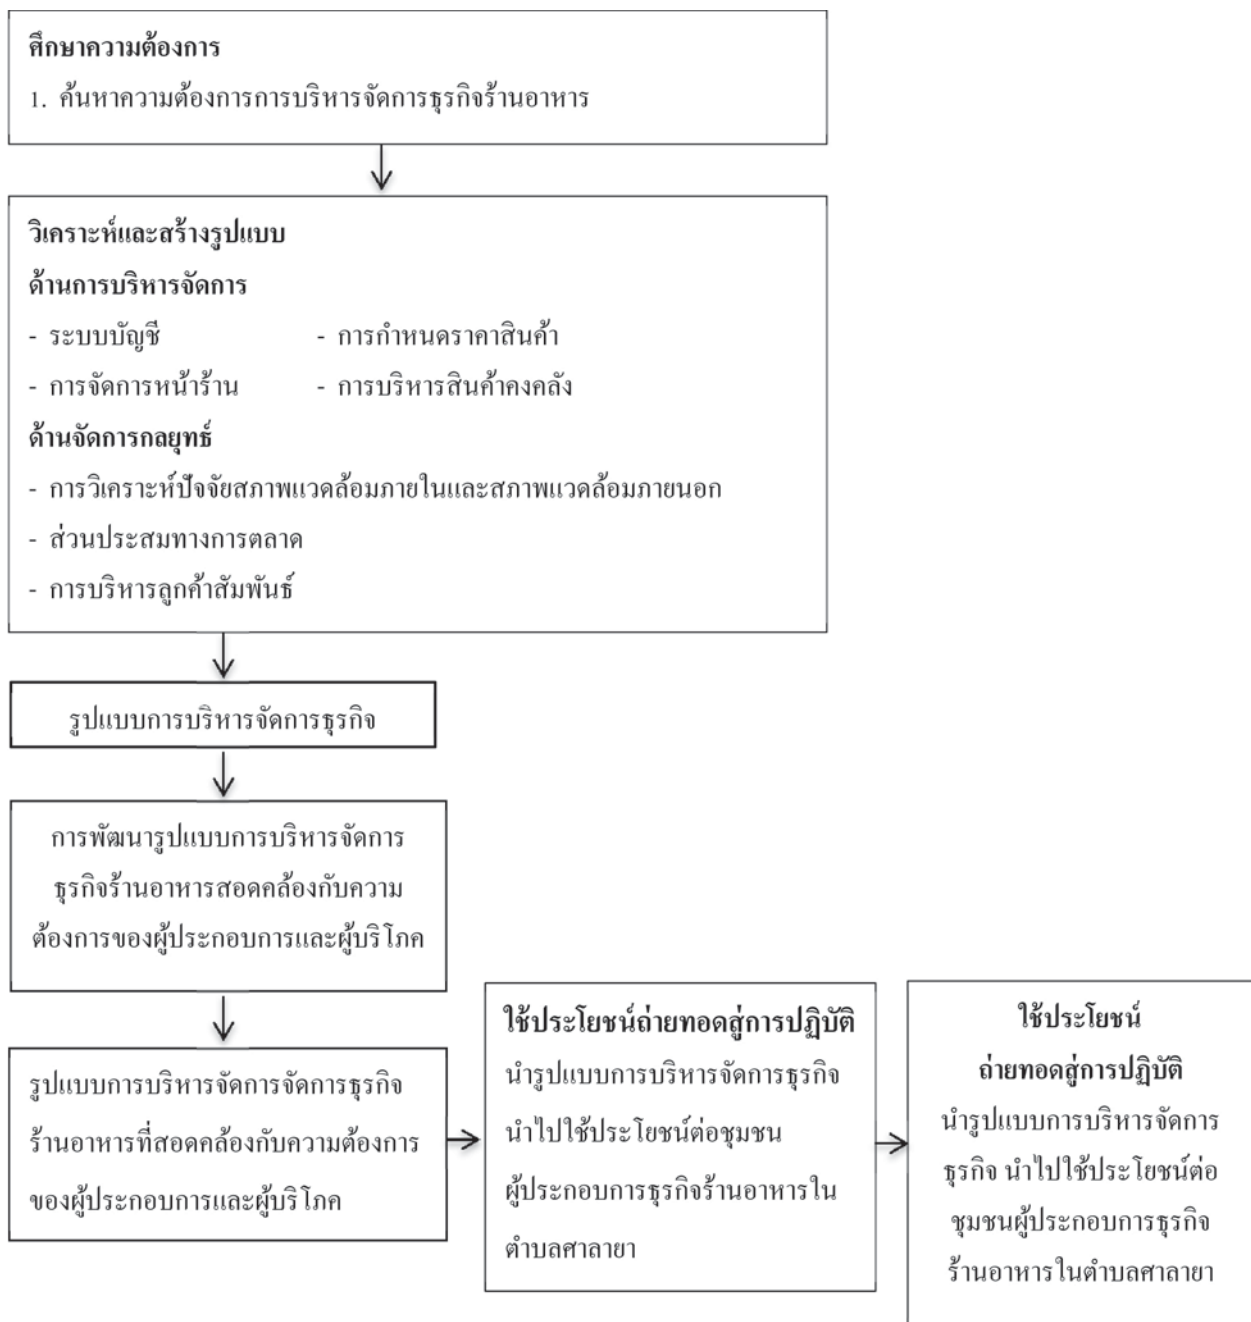 ศึกษาความต้องการ
1. ค้นหาความต้องการการบริหารจัดการธุรกิจร้านอาหาร
วิเคราะห์และสร้างรูปแบบ
ด้านการบริหารจัดการ
- ระบบบัญชี - การกำหนดราคาสินค้า
- การจัดการหน้าร้าน - การบริหารสินค้าคงคลัง
ด้านจัดการกลยุทธ์
- การวิเคราะห์ปัจจัยสภาพแวดล้อมภายในและสภาพแวดล้อมภายนอก
- ส่วนประสมทางการตลาด
- การบริหารลูกค้าสัมพันธ์
รูปแบบการบริหารจัดการธุรกิจ
การพัฒนารูปแบบการบริหารจัดการ
ธุรกิจร้านอาหารสอดคล้องกับความ
ต้องการของผู้ประกอบการและผู้บริโภค
รูปแบบการบริหารจัดการจัดการธุรกิจ
ร้านอาหารที่สอดคล้องกับความต้องการ
ของผู้ประกอบการและผู้บริโภค
ใช้ประโยชน์ถ่ายทอดสู่การปฏิบัติ
นำรูปแบบการบริหารจัดการธุรกิจ
นำไปใช้ประโยชน์ต่อชุมชน
ผู้ประกอบการธุรกิจร้านอาหารใน
ตำบลศาลายา
ใช้ประโยชน์
ถ่ายทอดสู่การปฏิบัติ
นำรูปแบบการบริหารจัดการ
ธุรกิจ นำไปใช้ประโยชน์ต่อ
ชุมชนผู้ประกอบการธุรกิจ
ร้านอาหารในตำบลศาลายา